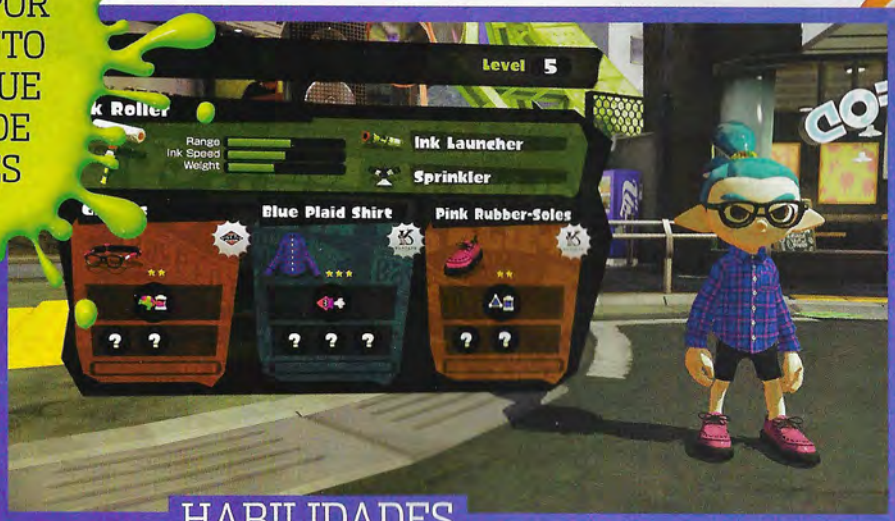 POR
TO
UE
DE
S
Level 5
k Roller
Range
Ink Speed
Weight
Ink Launcher
Sprinkler
Blue Plaid Shirt
Pink Rubber-Soles
? ?
? ? ?
? ?
HABILIDADES